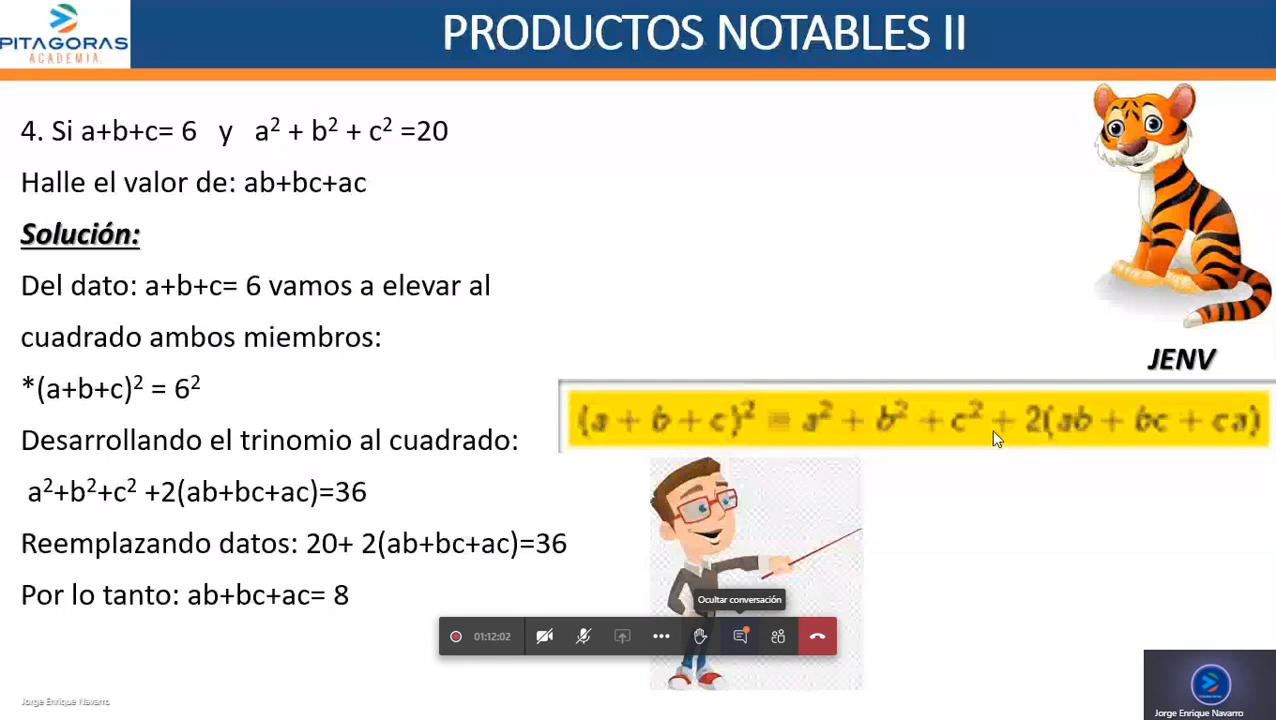 PITAGORAS
ACADEMIA.
PRODUCTOS NOTABLES II
4. Si a+b+c= 6 y a² + b² + c² =20
Halle el valor de: ab+bc+ac
Solución:
Del dato: a+b+c= 6 vamos a elevar al
cuadrado ambos miembros:
*(a+b+c)² = 6²
Desarrollando el trinomio al cuadrado:
a²+b²+c² +2(ab+bc+ac)=36
Reemplazando datos: 20+ 2(ab+bc+ac)=36
Por lo tanto: ab+bc+ac= 8
JENV
(a + b + c)² = a² + b² + c² + 2(ab + bc + ca)
Ocultar conversación
01:12:02
Jorge Enrique Navarro
Jorge Enrique Navarro